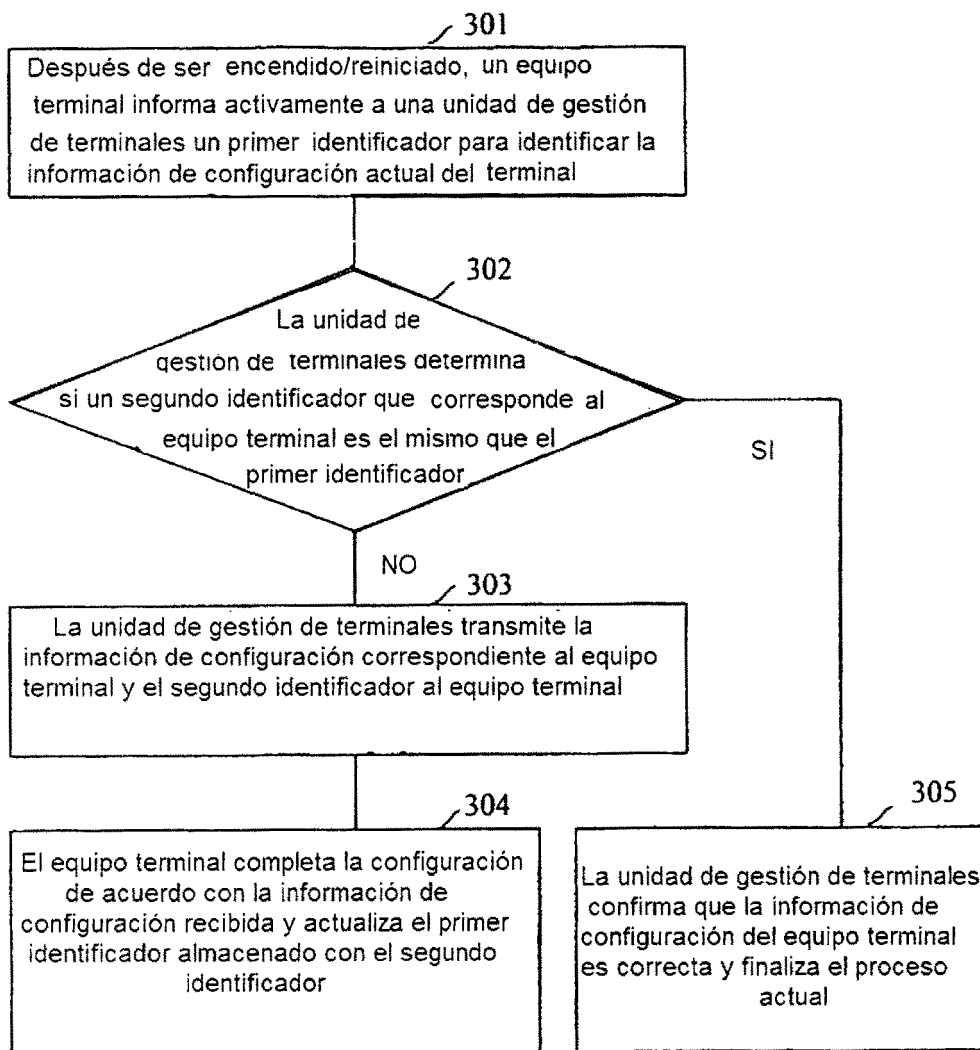 301
Después de ser encendido/reiniciado, un equipo
terminal informa activamente a una unidad de gestión
de terminales un primer identificador para identificar la
información de configuración actual del terminal
302
La unidad de
gestión de terminales determina
si un segundo identificador que corresponde al
equipo terminal es el mismo que el
primer identificador
SI
NO
303
La unidad de gestión de terminales transmite la
información de configuración correspondiente al equipo
terminal y el segundo identificador al equipo terminal
304
El equipo terminal completa la configuración
de acuerdo con la información de
configuración recibida y actualiza el primer
identificador almacenado con el segundo
identificador
305
La unidad de gestión de terminales
confirma que la información de
configuración del equipo terminal
es correcta y finaliza el proceso
actual